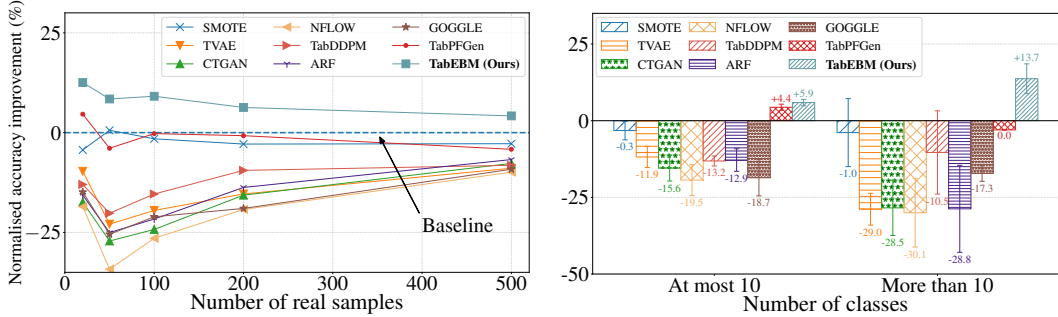 Normalised accuracy improvement (%)
SMOTE
TVAE
CTGAN
NFLOW
TabDDPM
ARF
GOGGLE
TabPFGen
TabEBM (Ours)
0
−25
Baseline
0
100
200
300
400
500
Number of real samples
SMOTE
TVAE
CTGAN
NFLOW
TabDDPM
ARF
GOGGLE
TabPFGen
TabEBM (Ours)
25
0
-25
-50
-0.3
-11.9
-15.6
-19.5
-13.2
-12.9
-18.7
+4.4
+5.9
-1.0
-29.0
-28.5
-30.1
-10.5
-28.8
-17.3
0.0
+13.7
At most 10
More than 10
Number of classes